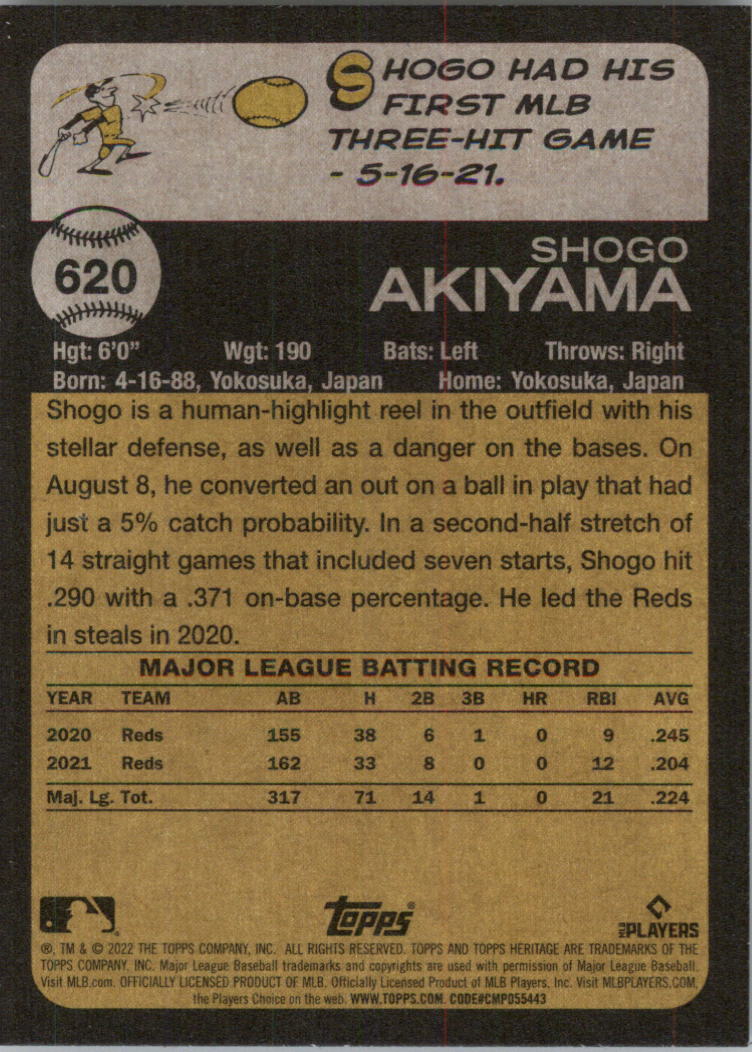 SHOGO HAD HIS
FIRST MLB
THREE-HIT GAME
- 5-16-21.
620
SHOGO
AKIYAMA
Hgt: 6'0" Wgt: 190 Bats: Left Throws: Right
Born: 4-16-88, Yokosuka, Japan Home: Yokosuka, Japan
Shogo is a human-highlight reel in the outfield with his
stellar defense, as well as a danger on the bases. On
August 8, he converted an out on a ball in play that had
just a 5% catch probability. In a second-half stretch of
14 straight games that included seven starts, Shogo hit
.290 with a .371 on-base percentage. He led the Reds
in steals in 2020.
MAJOR LEAGUE BATTING RECORD
YEAR TEAM AB H 2B 3B HR RBI AVG
2020 Reds 155 38 6 1 0 9 .245
2021 Reds 162 33 8 0 0 12 .204
Maj. Lg. Tot. 317 71 14 1 0 21 .224
Topps®
MLB PLAYERS
®, TM & © 2022 THE TOPPS COMPANY, INC. ALL RIGHTS RESERVED. TOPPS AND TOPPS HERITAGE ARE TRADEMARKS OF THE
TOPPS COMPANY, INC. Major League Baseball trademarks and copyrights are used with permission of Major League Baseball.
Visit MLB.com. OFFICIALLY LICENSED PRODUCT OF MLB. Officially Licensed Product of MLB Players, Inc. Visit MLBPLAYERS.COM,
the Players Choice on the web. WWW.TOPPS.COM. CODE#CMP055443